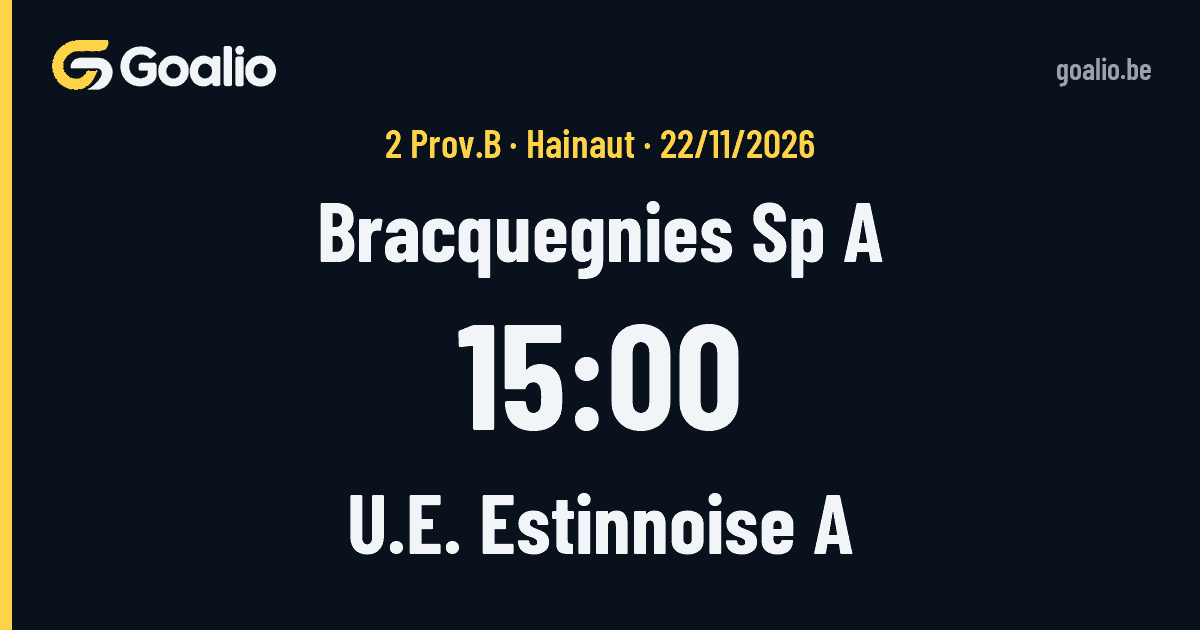 Goalio
goalio.be
2 Prov.B · Hainaut · 22/11/2026
Bracquegnies Sp A
15:00
U.E. Estinnoise A